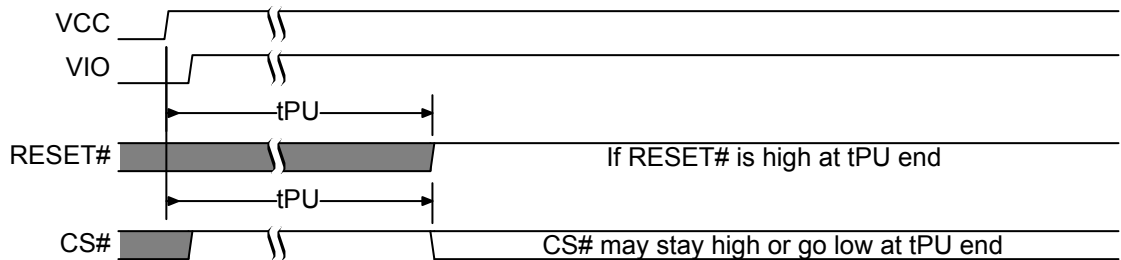 VCC
VIO
tPU
RESET# If RESET# is high at tPU end
tPU
CS# CS# may stay high or go low at tPU end